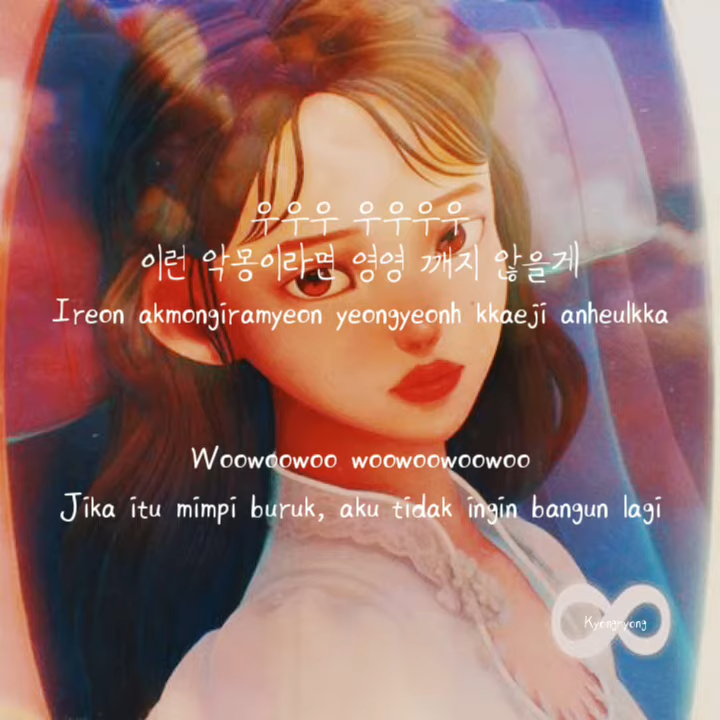 우우우 우우우우
이런 악몽이라면 영영 깨지 않을게
Ireon akmongiramyeon yeongyeonh kkaeji anheulkka
Woowoowoo woowoowoowoo
Jika itu mimpi buruk, aku tidak ingin bangun lagi